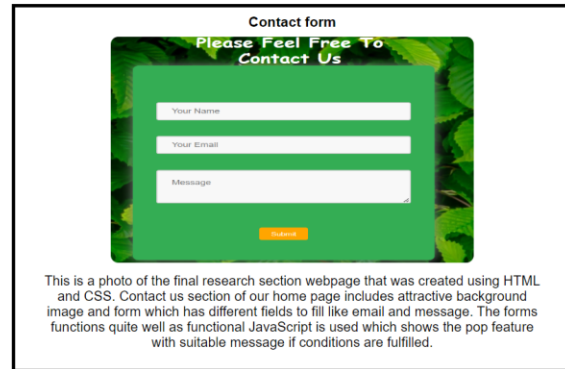 Contact form
Please Feel Free To
Contact Us
Your Name
Your Email
Message
Submit
This is a photo of the final research section webpage that was created using HTML
and CSS. Contact us section of our home page includes attractive background
image and form which has different fields to fill like email and message. The forms
functions quite well as functional JavaScript is used which shows the pop feature
with suitable message if conditions are fulfilled.